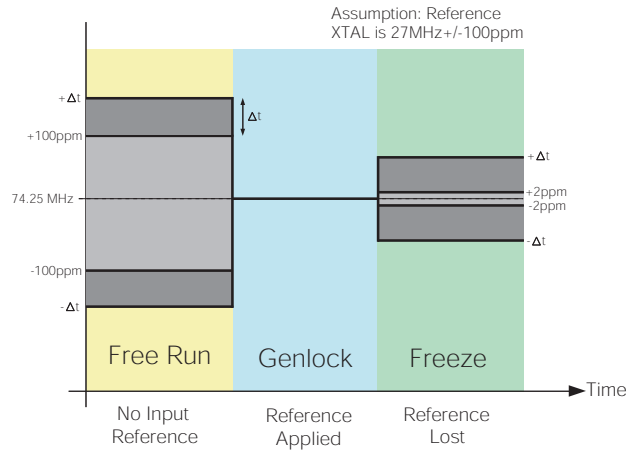 Assumption: Reference
XTAL is 27MHz+/-100ppm
+Δt
Δt
+100ppm
+Δt
+2ppm
74.25 MHz
-2ppm
-Δt
-100ppm
-Δt
Free Run
Genlock
Freeze
Time
No Input
Reference
Reference
Applied
Reference
Lost